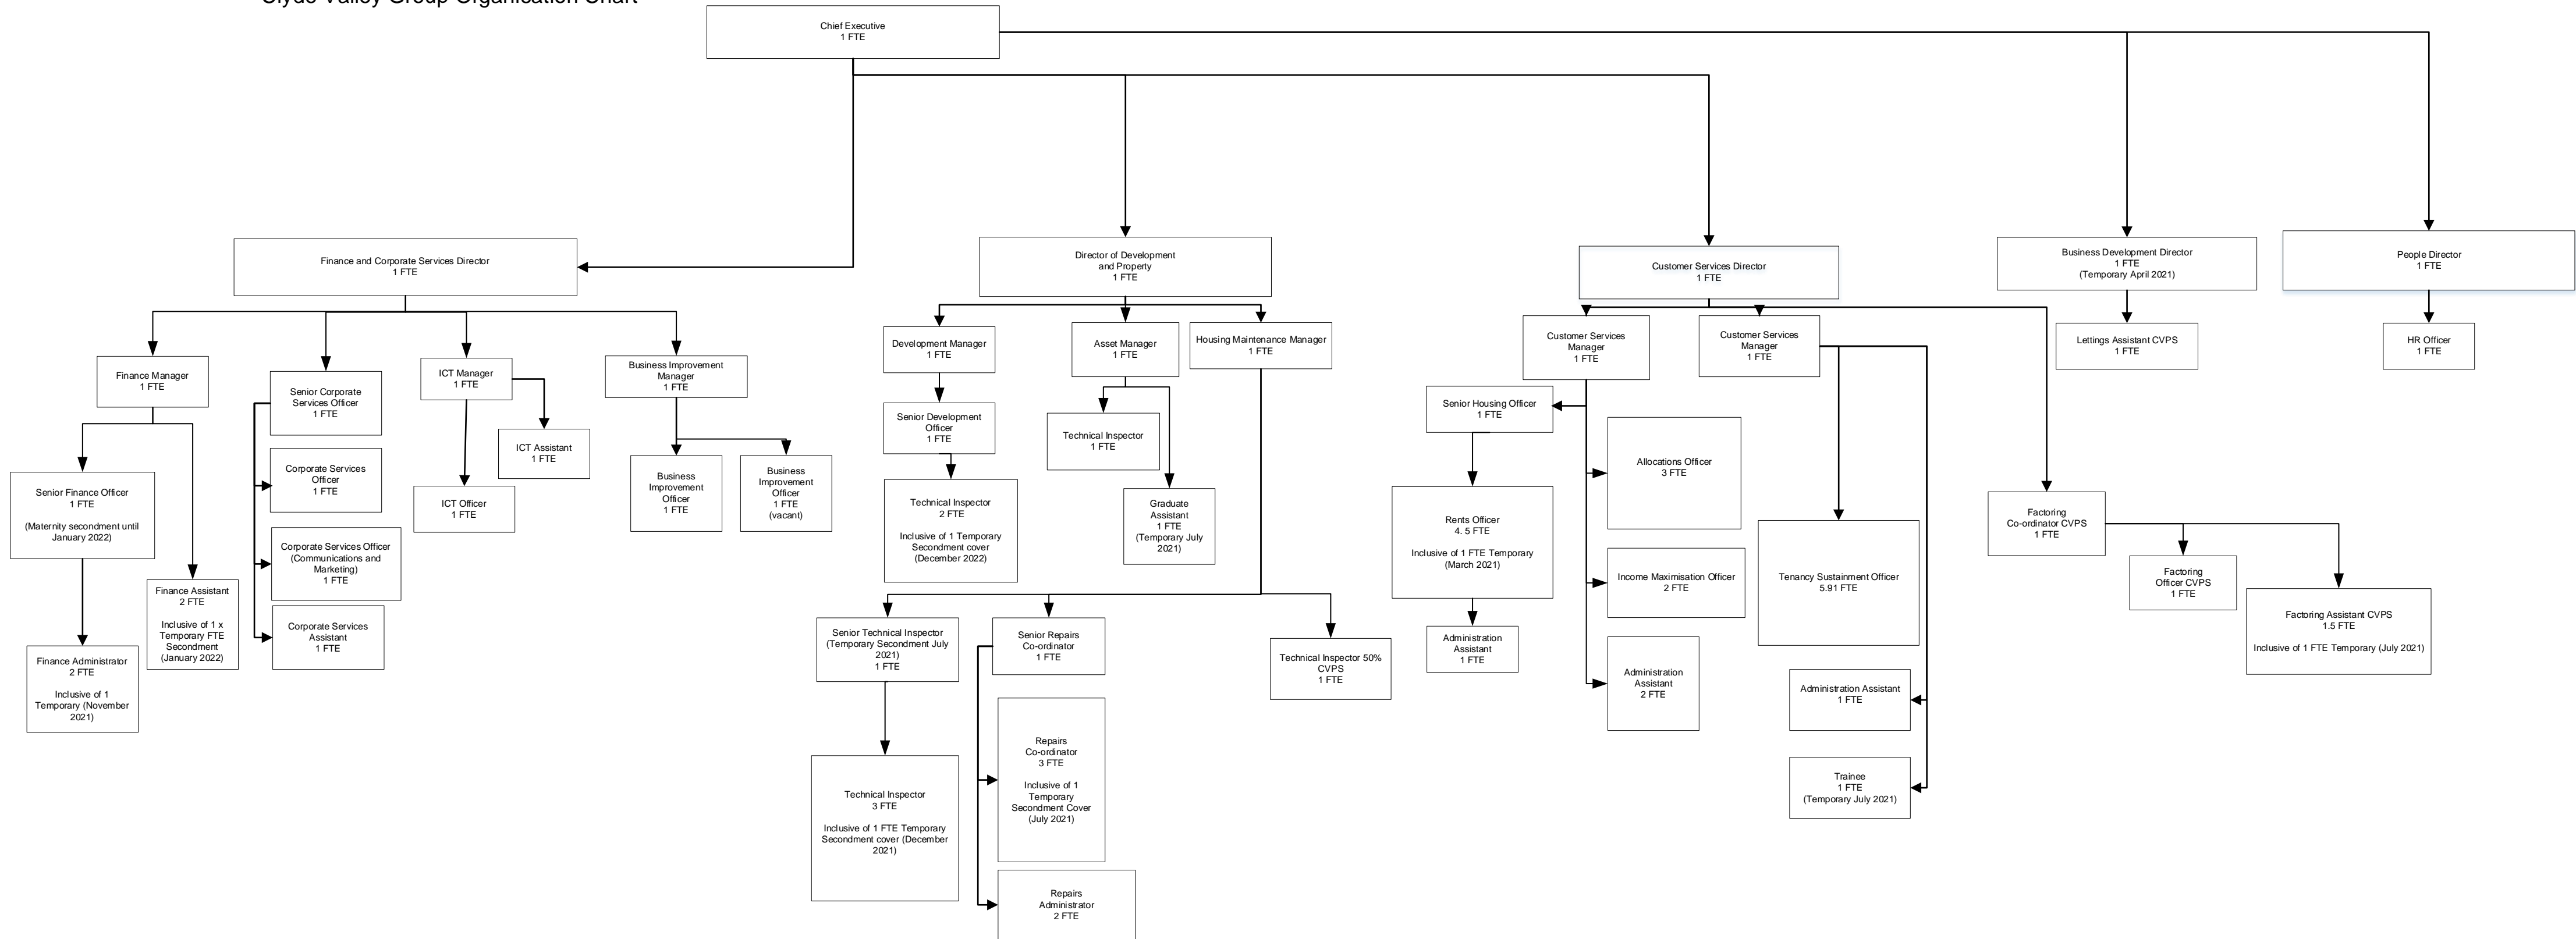 Clyde Valley Group Organisation Chart
Chief Executive
1 FTE
Finance and Corporate Services Director
1 FTE
Director of Development
and Property
1 FTE
Customer Services Director
1 FTE
Business Development Director
1 FTE
(Temporary April 2021)
People Director
1 FTE
Finance Manager
1 FTE
Senior Corporate
Services Officer
1 FTE
ICT Manager
1 FTE
Business Improvement
Manager
1 FTE
Development Manager
1 FTE
Asset Manager
1 FTE
Housing Maintenance Manager
1 FTE
Customer Services
Manager
1 FTE
Customer Services
Manager
1 FTE
Lettings Assistant CVPS
1 FTE
HR Officer
1 FTE
Senior Finance Officer
1 FTE
(Maternity secondment until
January 2022)
Finance Assistant
2 FTE
Inclusive of 1 x
Temporary FTE
Secondment
(January 2022)
Finance Administrator
2 FTE
Inclusive of 1
Temporary (November
2021)
Corporate Services
Officer
1 FTE
Corporate Services Officer
(Communications and
Marketing)
1 FTE
Corporate Services
Assistant
1 FTE
ICT Assistant
1 FTE
ICT Officer
1 FTE
Business
Improvement
Officer
1 FTE
Business
Improvement
Officer
1 FTE
(vacant)
Senior Development
Officer
1 FTE
Technical Inspector
2 FTE
Inclusive of 1 Temporary
Secondment cover
(December 2022)
Technical Inspector
1 FTE
Graduate
Assistant
1 FTE
(Temporary July
2021)
Senior Technical Inspector
(Temporary Secondment July
2021)
1 FTE
Senior Repairs
Co-ordinator
1 FTE
Technical Inspector 50%
CVPS
1 FTE
Technical Inspector
3 FTE
Inclusive of 1 FTE Temporary
Secondment cover (December
2021)
Repairs
Co-ordinator
3 FTE
Inclusive of 1
Temporary
Secondment Cover
(July 2021)
Repairs
Administrator
2 FTE
Senior Housing Officer
1 FTE
Rents Officer
4. 5 FTE
Inclusive of 1 FTE Temporary
(March 2021)
Administration
Assistant
1 FTE
Allocations Officer
3 FTE
Income Maximisation Officer
2 FTE
Administration
Assistant
2 FTE
Tenancy Sustainment Officer
5.91 FTE
Administration Assistant
1 FTE
Trainee
1 FTE
(Temporary July 2021)
Factoring
Co-ordinator CVPS
1 FTE
Factoring
Officer CVPS
1 FTE
Factoring Assistant CVPS
1.5 FTE
Inclusive of 1 FTE Temporary (July 2021)